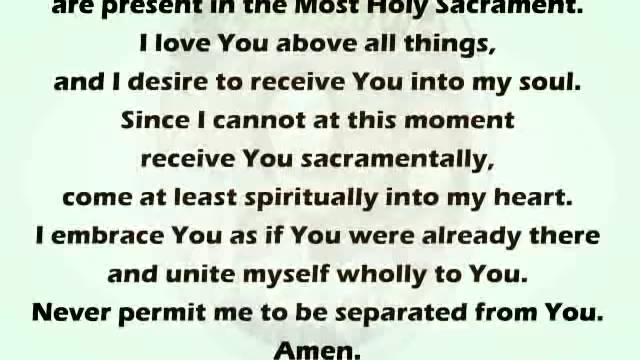 are present in the Most Holy Sacrament.
I love You above all things,
and I desire to receive You into my soul.
Since I cannot at this moment
receive You sacramentally,
come at least spiritually into my heart.
I embrace You as if You were already there
and unite myself wholly to You.
Never permit me to be separated from You.
Amen.